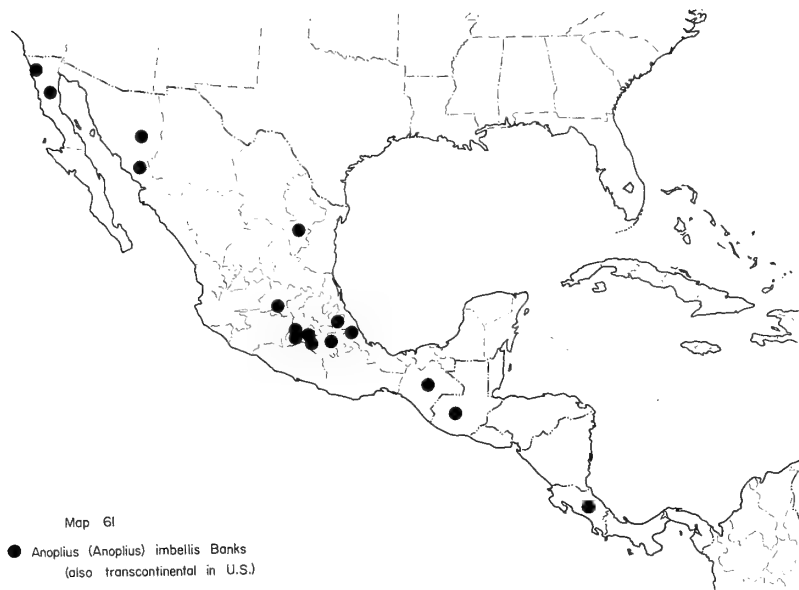 Map 61
Anoplius (Anoplius) imbellis Banks
(also transcontinental in U.S.)